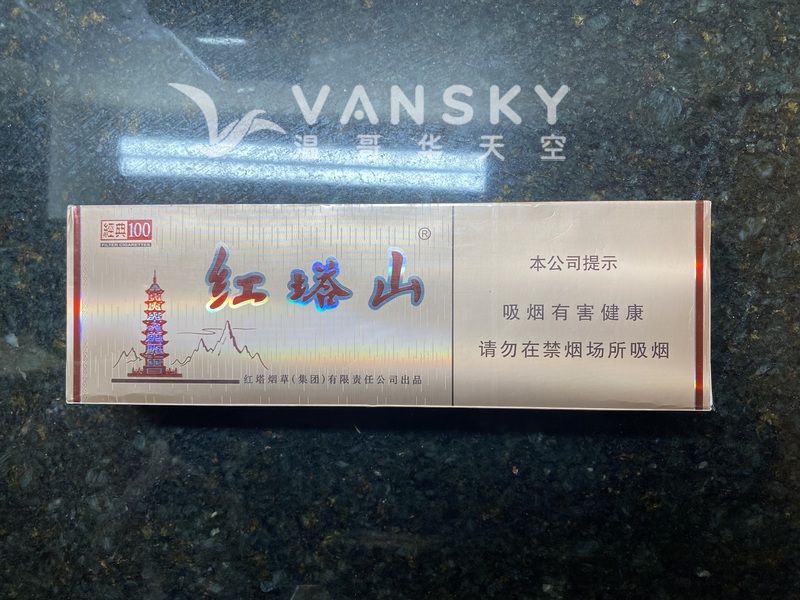 VANSKY
温哥华天空
經典100
FILTER CIGARETTES
红塔山®
红塔烟草(集团)有限责任公司出品
本公司提示
吸烟有害健康
请勿在禁烟场所吸烟